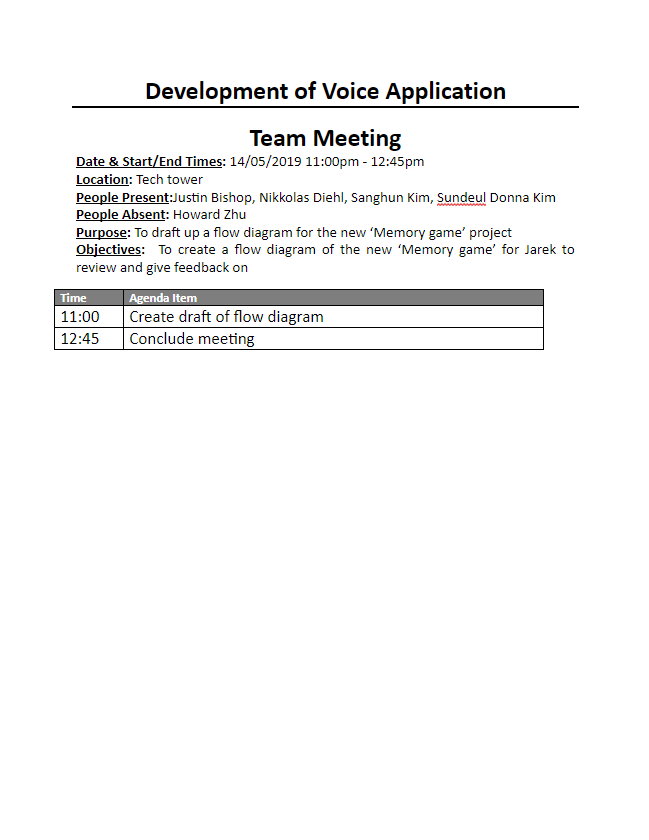 Development of Voice Application
Team Meeting
Date & Start/End Times: 14/05/2019 11:00pm - 12:45pm
Location: Tech tower
People Present:Justin Bishop, Nikkolas Diehl, Sanghun Kim, Sundeul Donna Kim
People Absent: Howard Zhu
Purpose: To draft up a flow diagram for the new ‘Memory game’ project
Objectives: To create a flow diagram of the new ‘Memory game’ for Jarek to
review and give feedback on
Time Agenda Item
11:00 Create draft of flow diagram
12:45 Conclude meeting